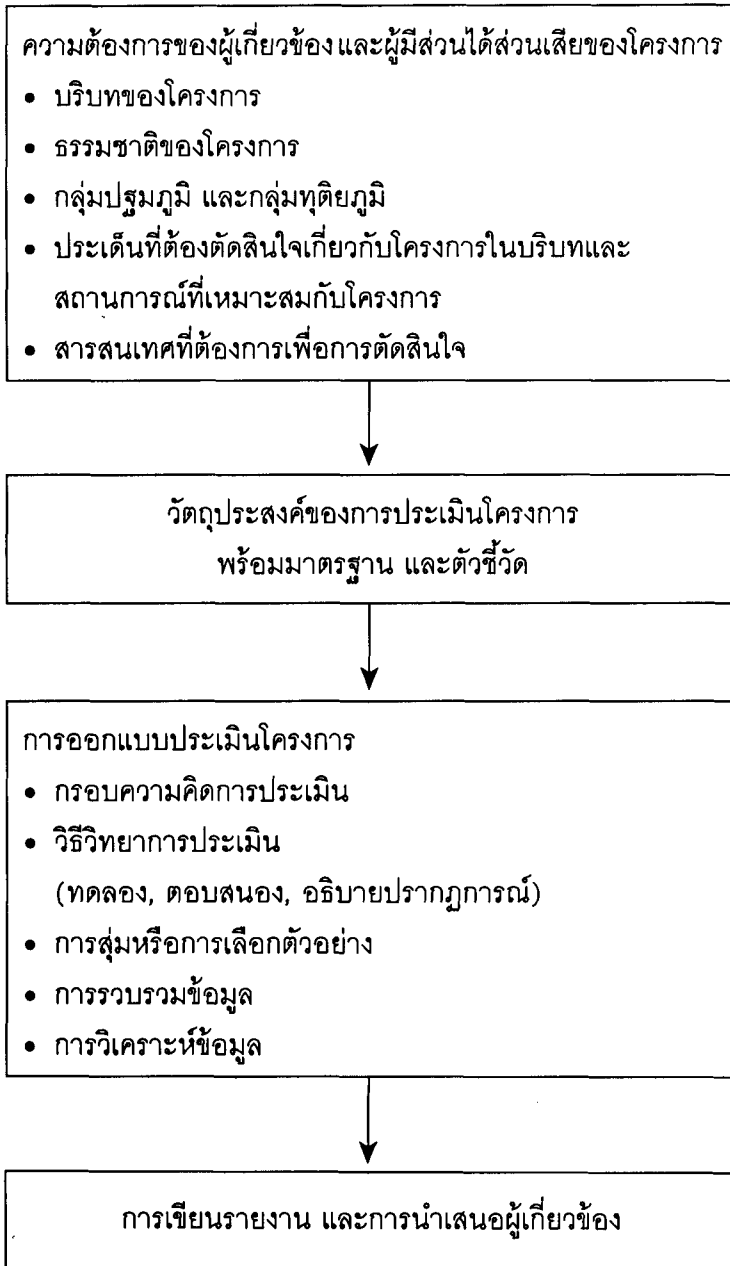 ความต้องการของผู้เกี่ยวข้อง และผู้มีส่วนได้ส่วนเสียของโครงการ
• บริบทของโครงการ
• ธรรมชาติของโครงการ
• กลุ่มปฐมภูมิ และกลุ่มทุติยภูมิ
• ประเด็นที่ต้องตัดสินใจเกี่ยวกับโครงการในบริบทและ
สถานการณ์ที่เหมาะสมกับโครงการ
• สารสนเทศที่ต้องการเพื่อการตัดสินใจ
วัตถุประสงค์ของการประเมินโครงการ
พร้อมมาตรฐาน และตัวชี้วัด
การออกแบบประเมินโครงการ
• กรอบความคิดการประเมิน
• วิธีวิทยาการประเมิน
(ทดลอง, ตอบสนอง, อธิบายปรากฏการณ์)
• การสุ่มหรือการเลือกตัวอย่าง
• การรวบรวมข้อมูล
• การวิเคราะห์ข้อมูล
การเขียนรายงาน และการนำเสนอผู้เกี่ยวข้อง